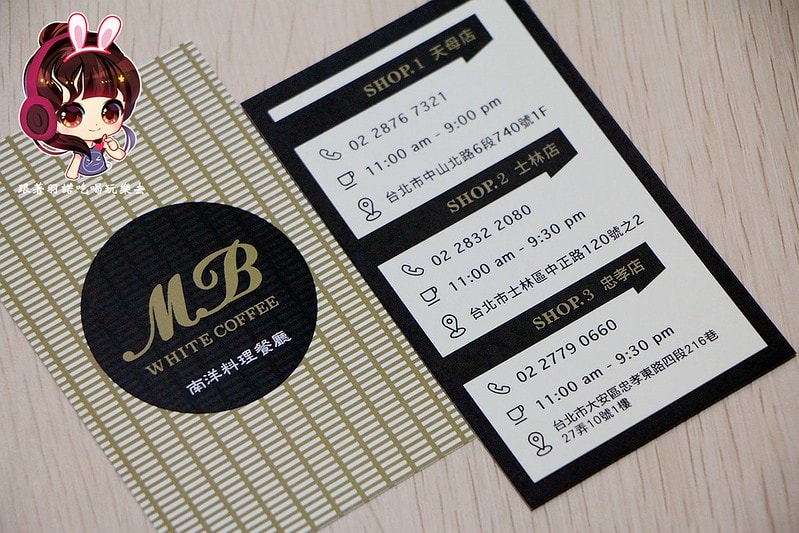 跟著羽諾吃喝玩樂去
MB
WHITE COFFEE
南洋料理餐廳
SHOP.1 天母店
02 2876 7321
11:00 am - 9:00 pm
台北市中山北路6段740號1F
SHOP.2 士林店
02 2832 2080
11:00 am - 9:30 pm
台北市士林區中正路120號之2
SHOP.3 忠孝店
02 2779 0660
11:00 am - 9:30 pm
台北市大安區忠孝東路四段216巷
27弄10號1樓